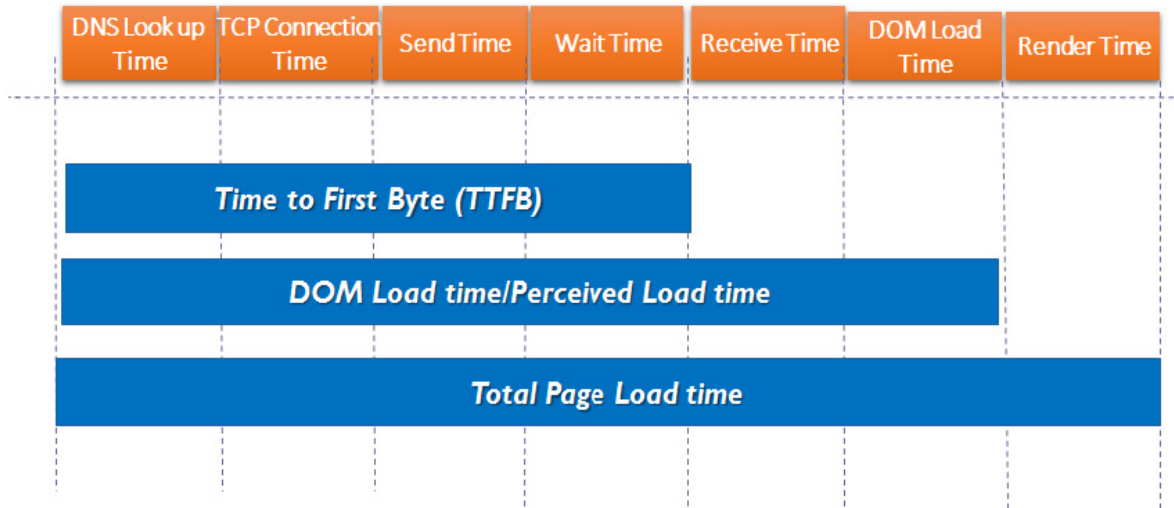 DNS Look up
Time
TCP Connection
Time
Send Time
Wait Time
Receive Time
DOM Load
Time
Render Time
Time to First Byte (TTFB)
DOM Load time/Perceived Load time
Total Page Load time